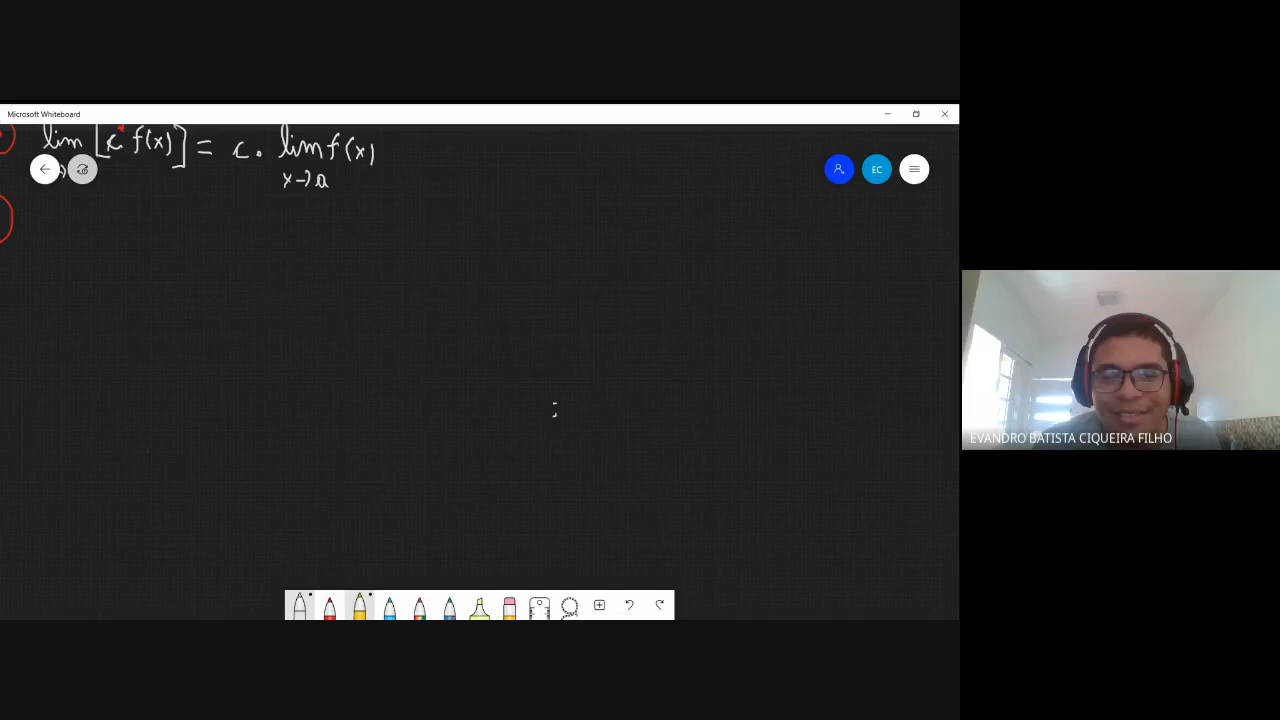 Microsoft Whiteboard
lim [c f(x)] = c . lim f(x)
x→a
EC
EVANDRO BATISTA CIQUEIRA FILHO